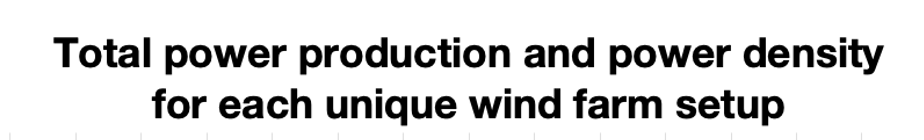 Total power production and power density
for each unique wind farm setup